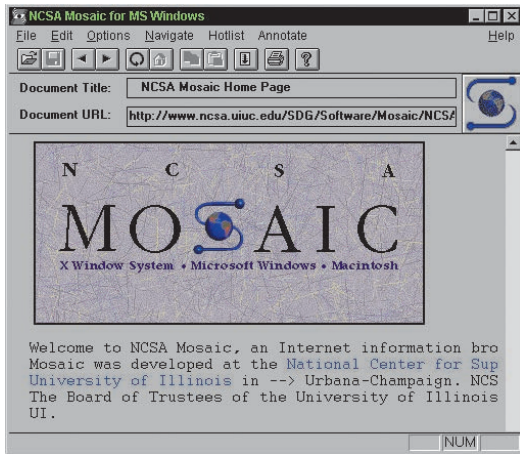 NCSA Mosaic for MS Windows
File Edit Options Navigate Hotlist Annotate Help
Document Title: NCSA Mosaic Home Page
Document URL: http://www.ncsa.uiuc.edu/SDG/Software/Mosaic/NCSA
N C S A
MOSAIC
X Window System • Microsoft Windows • Macintosh
Welcome to NCSA Mosaic, an Internet information bro
Mosaic was developed at the National Center for Sup
University of Illinois in --> Urbana-Champaign. NCS
The Board of Trustees of the University of Illinois
UI.
NUM